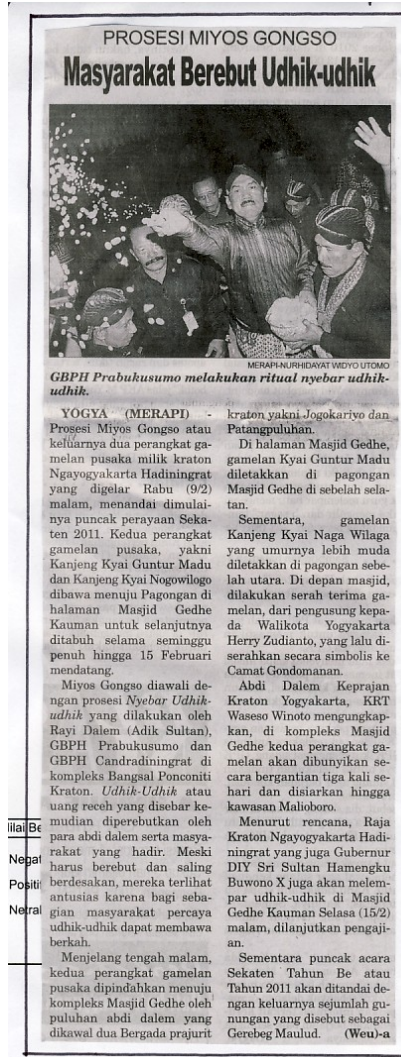 PROSESI MIYOS GONGSO
Masyarakat Berebut Udhik-udhik
MERAPI-NURHIDAYAT WIDYO UTOMO
GBPH Prabukusumo melakukan ritual nyebar udhik-
udhik.
YOGYA (MERAPI) -
Prosesi Miyos Gongso atau
keluarnya dua perangkat ga-
melan pusaka milik kraton
Ngayogyakarta Hadiningrat
yang digelar Rabu (9/2)
malam, menandai dimulai-
nya puncak perayaan Seka-
ten 2011. Kedua perangkat
gamelan pusaka, yakni
Kanjeng Kyai Guntur Madu
dan Kanjeng Kyai Nogowilogo
dibawa menuju Pagongan di
halaman Masjid Gedhe
Kauman untuk selanjutnya
ditabuh selama seminggu
penuh hingga 15 Februari
mendatang.
Miyos Gongso diawali de-
ngan prosesi Nyebar Udhik-
udhik yang dilakukan oleh
Rayi Dalem (Adik Sultan),
GBPH Prabukusumo dan
GBPH Candradiningrat di
kompleks Bangsal Ponconiti
Kraton. Udhik-Udhik atau
uang receh yang disebar ke-
mudian diperebutkan oleh
para abdi dalem serta masya-
rakat yang hadir. Meski
harus berebut dan saling
berdesakan, mereka terlihat
antusias karena bagi seba-
gian masyarakat percaya
udhik-udhik dapat membawa
berkah.
Menjelang tengah malam,
kedua perangkat gamelan
pusaka dipindahkan menuju
kompleks Masjid Gedhe oleh
puluhan abdi dalem yang
dikawal dua Bergada prajurit
kraton yakni Jogokariyo dan
Patangpuluhan.
Di halaman Masjid Gedhe,
gamelan Kyai Guntur Madu
diletakkan di pagongan
Masjid Gedhe di sebelah sela-
tan.
Sementara, gamelan
Kanjeng Kyai Naga Wilaga
yang umurnya lebih muda
diletakkan di pagongan sebe-
lah utara. Di depan masjid,
dilakukan serah terima ga-
melan, dari pengusung kepa-
da Walikota Yogyakarta
Herry Zudianto, yang lalu di-
serahkan secara simbolis ke
Camat Gondomanan.
Abdi Dalem Keprajan
Kraton Yogyakarta, KRT
Waseso Winoto mengungkap-
kan, di kompleks Masjid
Gedhe kedua perangkat ga-
melan akan dibunyikan se-
cara bergantian tiga kali se-
hari dan disiarkan hingga
kawasan Malioboro.
Menurut rencana, Raja
Kraton Ngayogyakarta Hadi-
ningrat yang juga Gubernur
DIY Sri Sultan Hamengku
Buwono X juga akan melem-
par udhik-udhik di Masjid
Gedhe Kauman Selasa (15/2)
malam, dilanjutkan pengaji-
an.
Sementara puncak acara
Sekaten Tahun Be atau
Tahun 2011 akan ditandai de-
ngan keluarnya sejumlah gu-
nungan yang disebut sebagai
Gerebeg Maulud. (Weu)-a
ilai Be
Negat
Positi
Netral